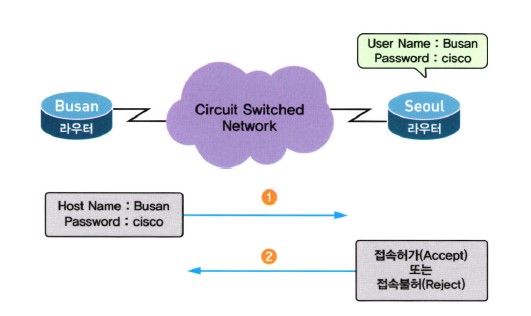 User Name : Busan
Password : cisco
Busan
라우터
Circuit Switched
Network
Seoul
라우터
①
Host Name : Busan
Password : cisco
②
접속허가(Accept)
또는
접속불허(Reject)